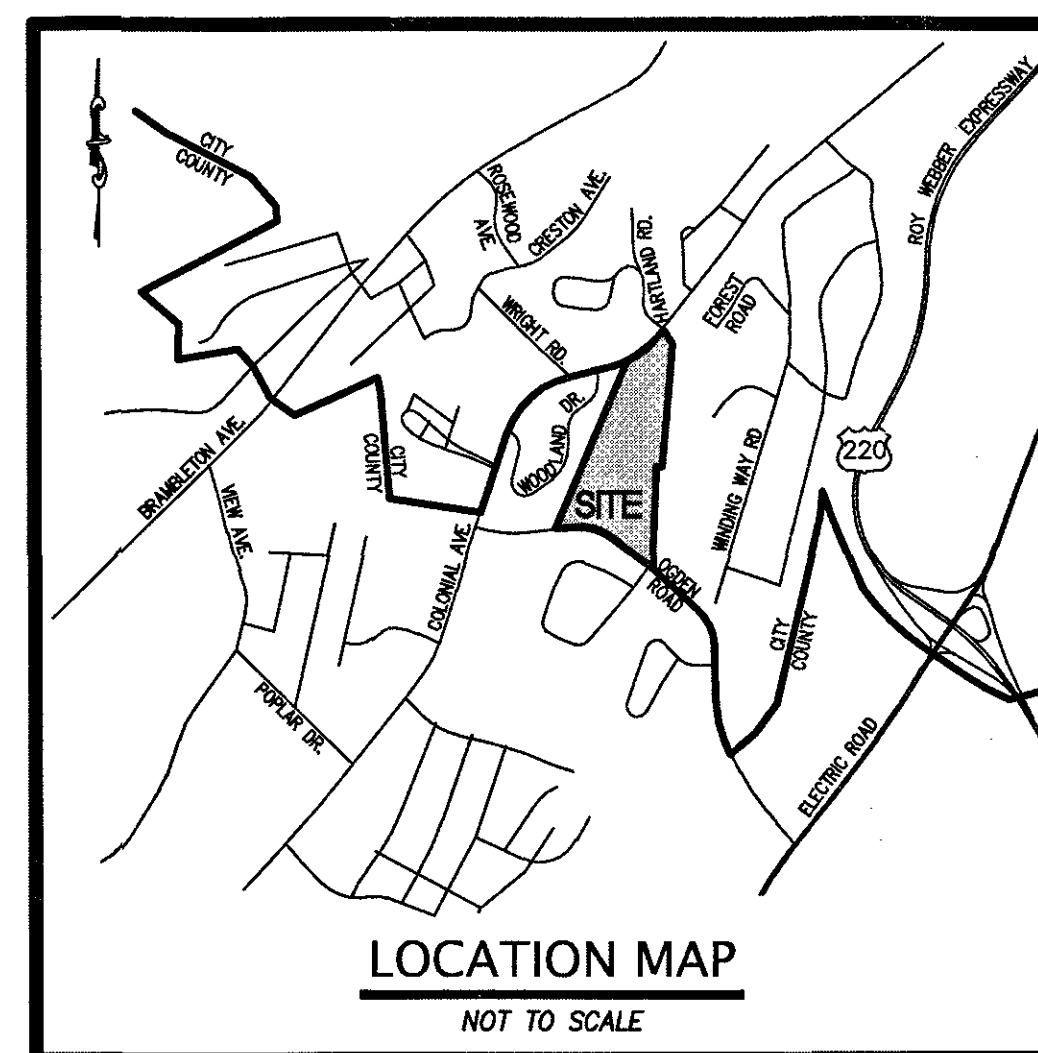 CITY
COUNTY
ROSEWOOD
AVE.
CRESTON AVE.
HARTLAND RD.
ROY WEBBER EXPRESSWAY
FOREST
ROAD
WRIGHT RD.
WOODLAND DR.
BRAMBLETON AVE.
CITY
COUNTY
220
SITE
VIEW AVE.
COLONIAL AVE.
WINDING WAY RD
OGDEN
ROAD
CITY
COUNTY
POPLAR DR.
ELECTRIC ROAD
LOCATION MAP
NOT TO SCALE